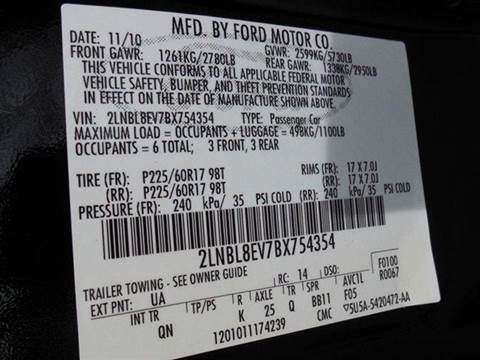 MFD. BY FORD MOTOR CO.
DATE: 11/10 GVWR: 2599KG/5730LB
FRONT GAWR: 1261KG/2780LB REAR GAWR: 1338KG/2950LB
THIS VEHICLE CONFORMS TO ALL APPLICABLE FEDERAL MOTOR
VEHICLE SAFETY, BUMPER, AND THEFT PREVENTION STANDARDS
IN EFFECT ON THE DATE OF MANUFACTURE SHOWN ABOVE.
VIN: 2LNBL8EV7BX754354 TYPE: Passenger Car
MAXIMUM LOAD = OCCUPANTS + LUGGAGE = 498KG/1100LB
OCCUPANTS = 6 TOTAL: 3 FRONT, 3 REAR
TIRE (FR): P225/60R17 98T RIMS (FR): 17 X 7.0J
(RR): P225/60R17 98T (RR): 17 X 7.0J
PRESSURE (FR): 240 kPa/ 35 PSI COLD (RR): 240 kPa/ 35 PSI COLD
2LNBL8EV7BX754354
TRAILER TOWING - SEE OWNER GUIDE F0100
EXT PNT: UA RC: 14 DSO: R0067
INT TR TP/PS R AXLE TR SPR AVC1L
QN K 25 Q BB11 F05
1201011174239 CMC 5U5A-5420472-AA